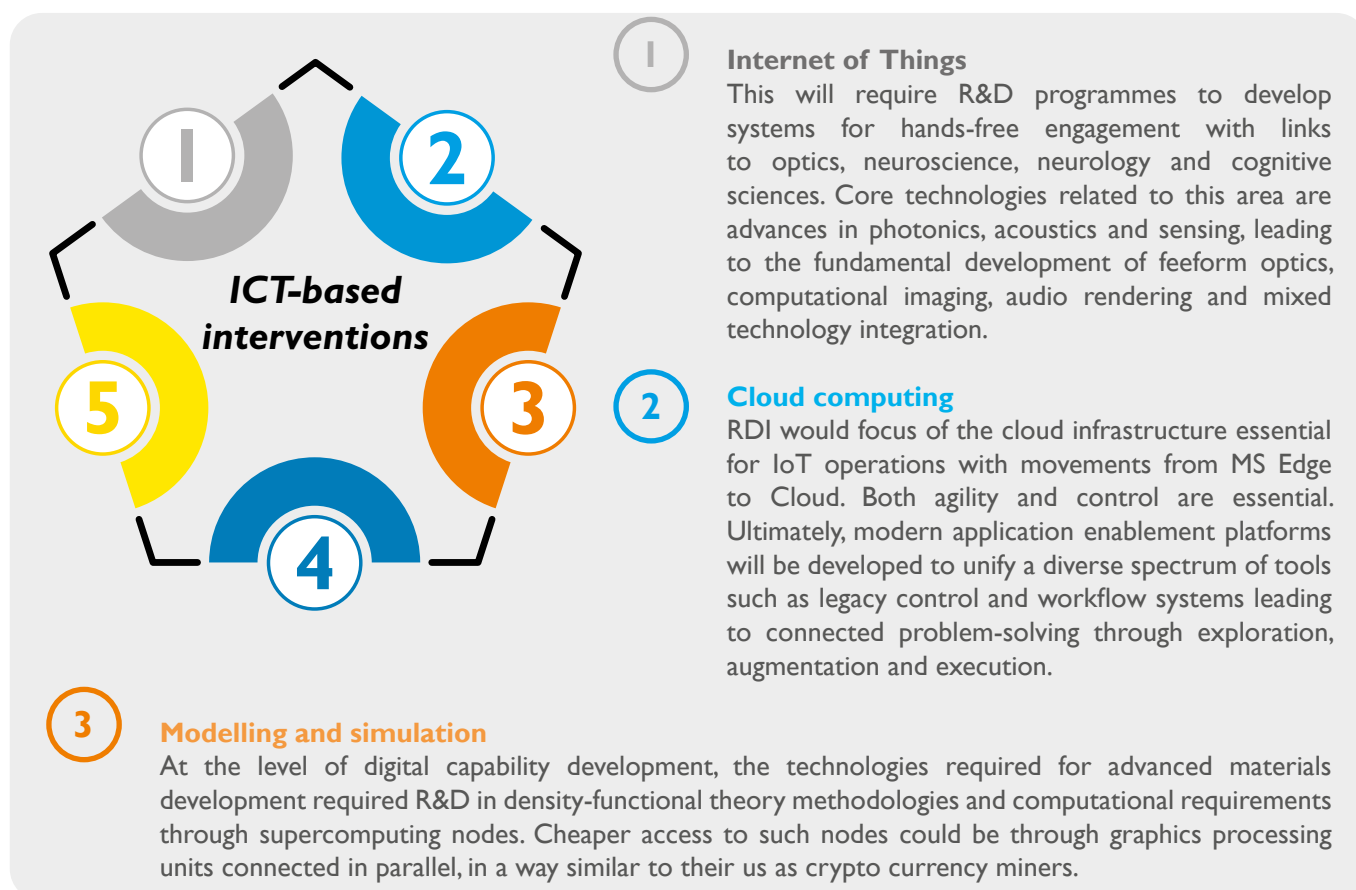 1
2
ICT-based
interventions
5
3
4
1
Internet of Things
This will require R&D programmes to develop
systems for hands-free engagement with links
to optics, neuroscience, neurology and cognitive
sciences. Core technologies related to this area are
advances in photonics, acoustics and sensing, leading
to the fundamental development of feeform optics,
computational imaging, audio rendering and mixed
technology integration.
2
Cloud computing
RDI would focus of the cloud infrastructure essential
for IoT operations with movements from MS Edge
to Cloud. Both agility and control are essential.
Ultimately, modern application enablement platforms
will be developed to unify a diverse spectrum of tools
such as legacy control and workflow systems leading
to connected problem-solving through exploration,
augmentation and execution.
3
Modelling and simulation
At the level of digital capability development, the technologies required for advanced materials
development required R&D in density-functional theory methodologies and computational requirements
through supercomputing nodes. Cheaper access to such nodes could be through graphics processing
units connected in parallel, in a way similar to their us as crypto currency miners.